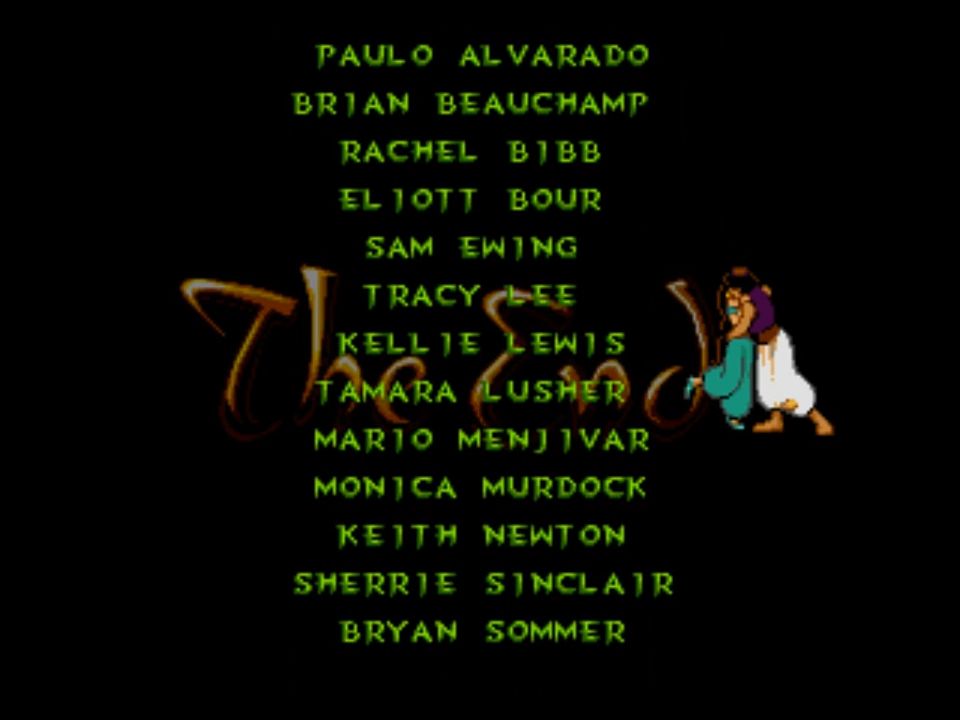 PAULO ALVARADO
BRIAN BEAUCHAMP
RACHEL BIBB
ELIOTT BOUR
SAM EWING
TRACY LEE
KELLIE LEWIS
TAMARA LUSHER
MARIO MENJIVAR
MONICA MURDOCK
KEITH NEWTON
SHERRIE SINCLAIR
BRYAN SOMMER
The End